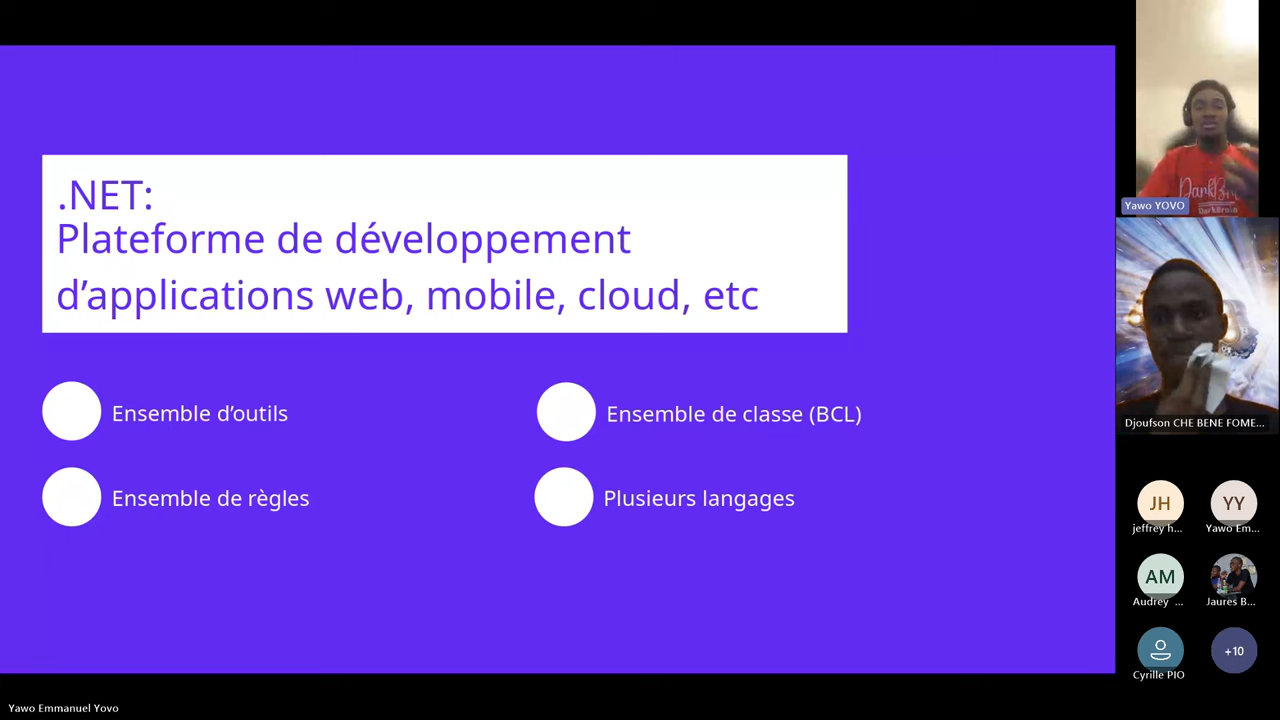 .NET:
Plateforme de développement
d’applications web, mobile, cloud, etc
Ensemble d’outils
Ensemble de classe (BCL)
Ensemble de règles
Plusieurs langages
Yawo YOVO
Djoufson CHE BENE FOME...
JH
YY
jeffrey h...
Yawo Em...
AM
Audrey ...
Jaures B...
+10
Cyrille PIO
Yawo Emmanuel Yovo